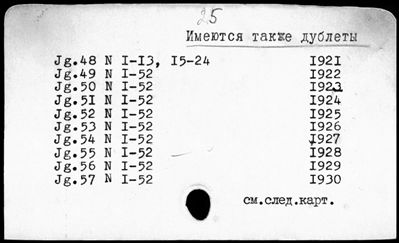 25
Имеются также дублеты
Jg.48 N I-I3, I5-24 I92I
Jg.49 N I-52 I922
Jg.50 N I-52 I923
Jg.5I N I-52 I924
Jg.52 N I-52 I925
Jg.53 N I-52 I926
Jg.54 N I-52 I927
Jg.55 N I-52 I928
Jg.56 N I-52 I929
Jg.57 N I-52 I930
см.след.карт.